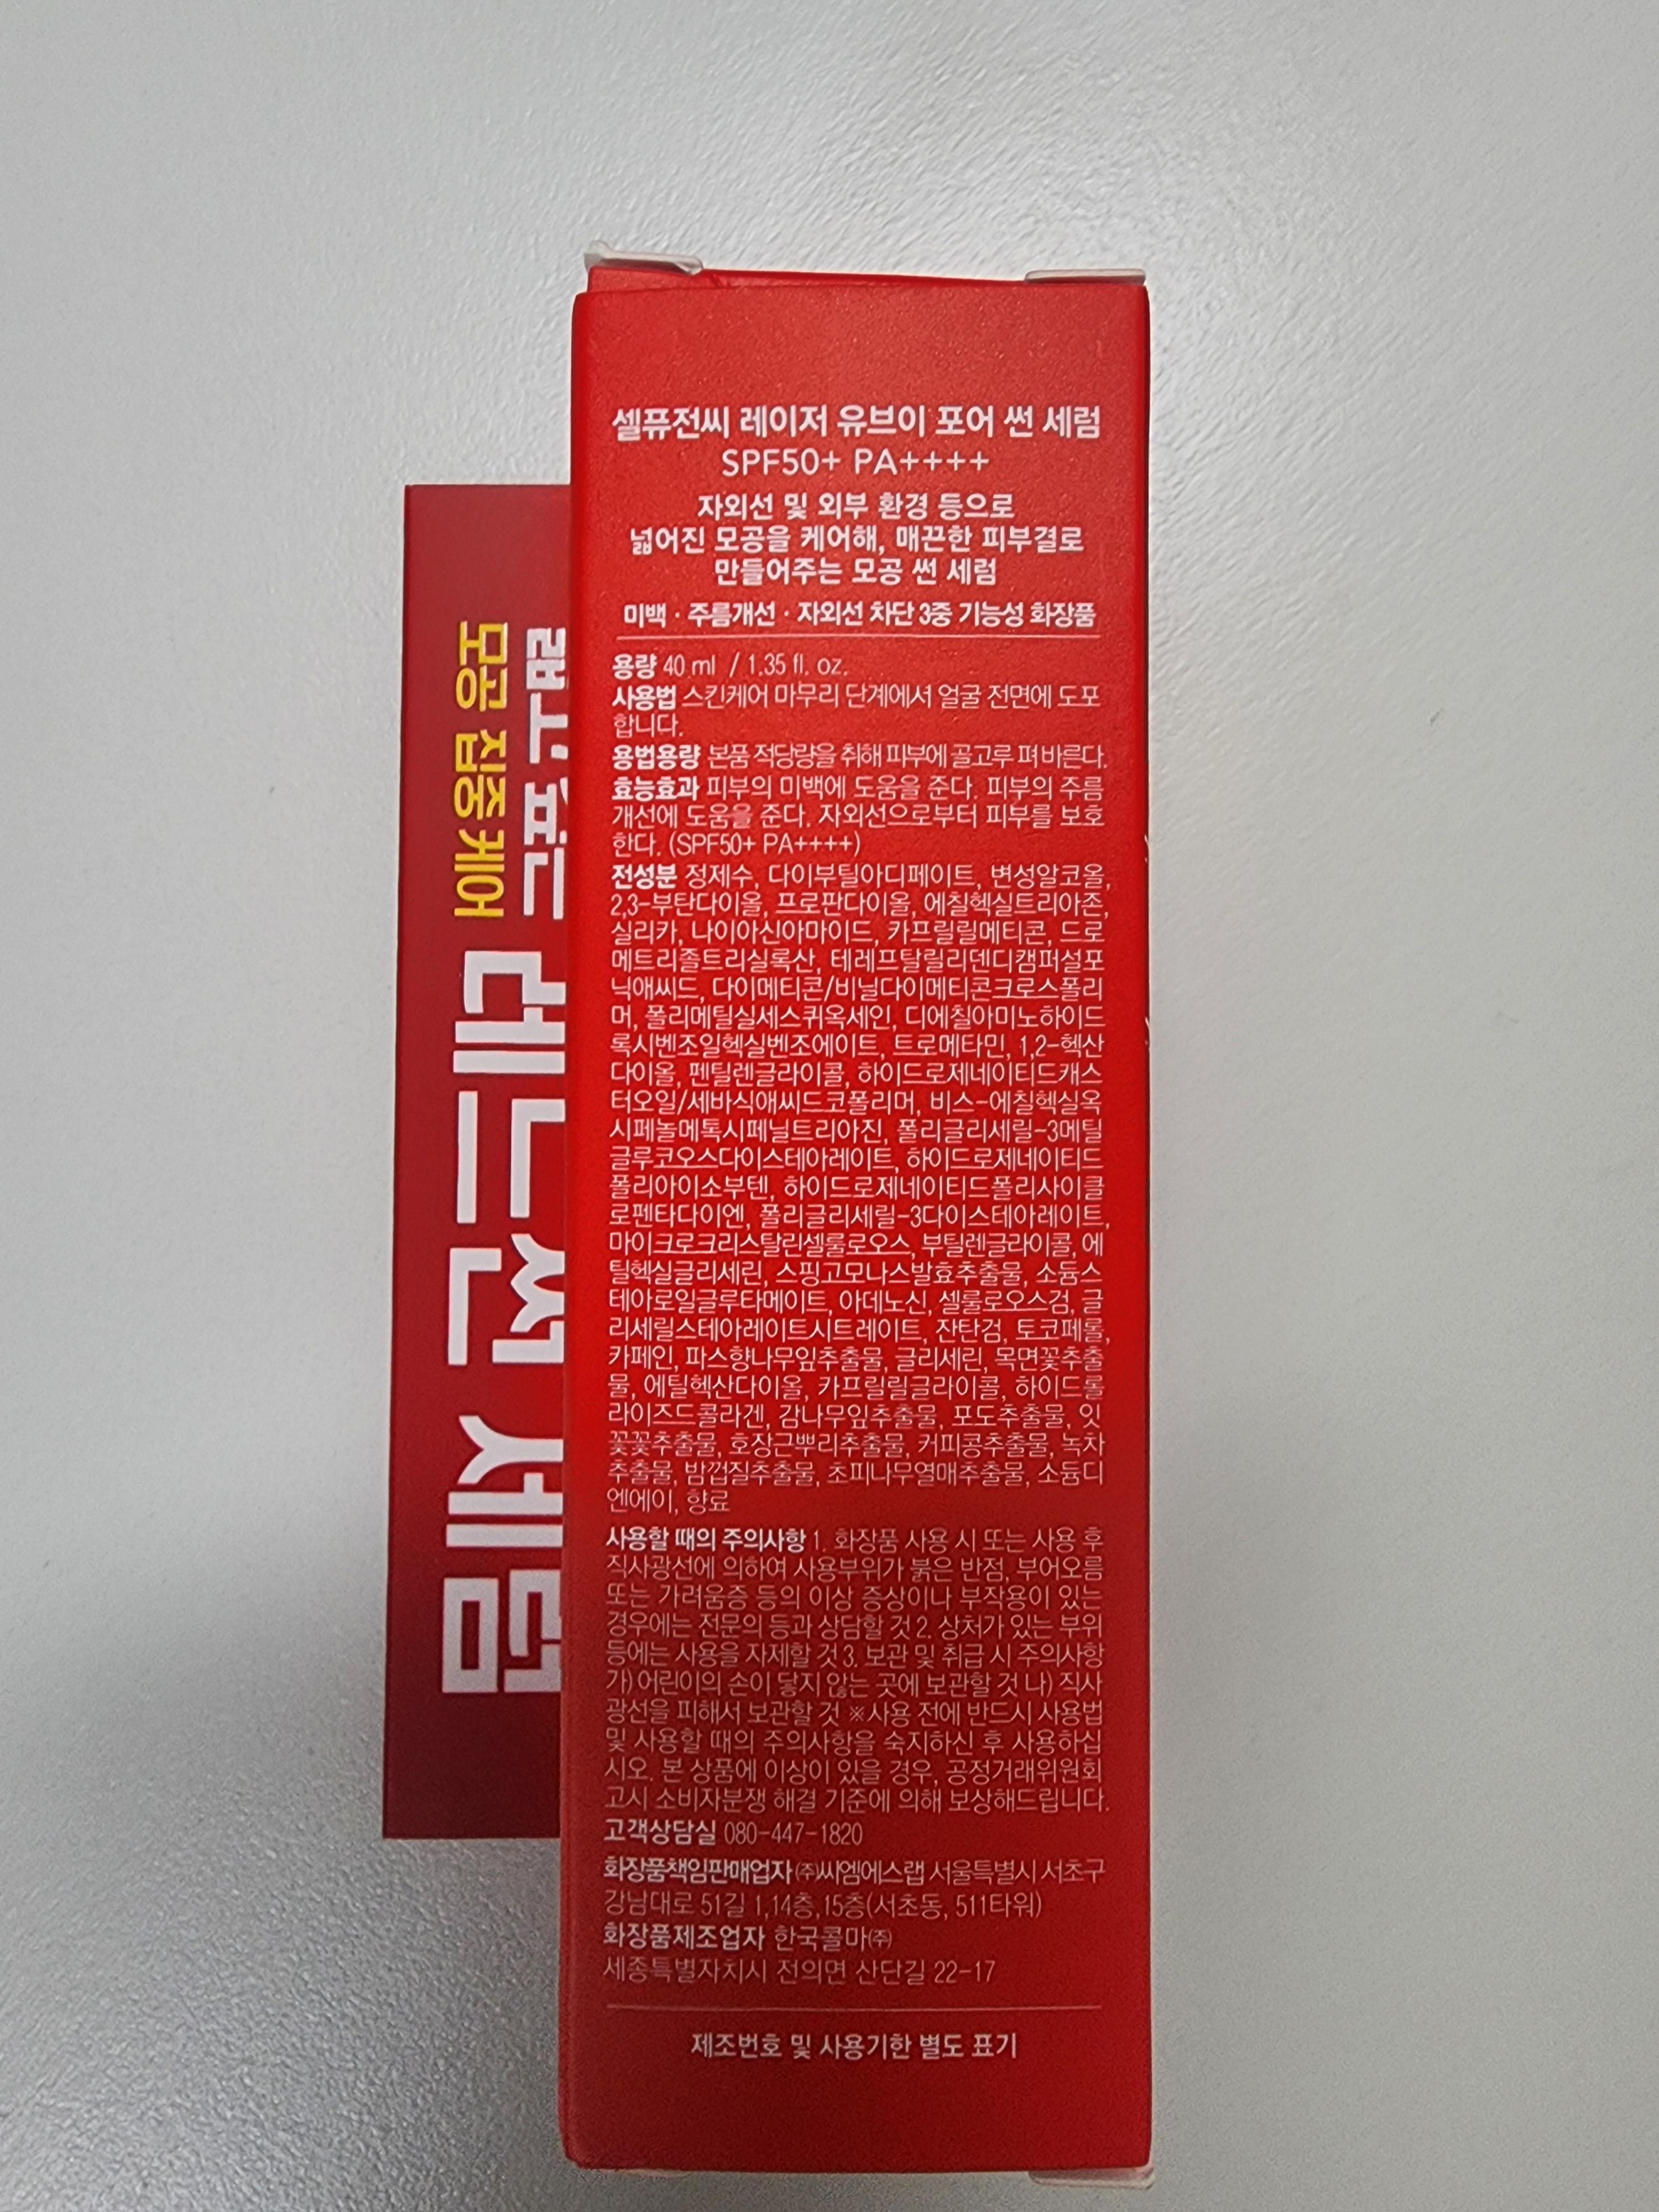 셀퓨전씨 레이저 유브이 포어 썬 세럼
SPF50+ PA++++
자외선 및 외부 환경 등으로
넓어진 모공을 케어해, 매끈한 피부결로
만들어주는 모공 썬 세럼
미백 · 주름개선 · 자외선 차단 3중 기능성 화장품
용량 40 ml / 1.35 fl. oz.
사용법 스킨케어 마무리 단계에서 얼굴 전면에 도포
합니다.
용법용량 본품 적당량을 취해 피부에 골고루 펴 바른다.
효능효과 피부의 미백에 도움을 준다. 피부의 주름
개선에 도움을 준다. 자외선으로부터 피부를 보호
한다. (SPF50+ PA++++)
전성분 정제수, 다이부틸아디페이트, 변성알코올,
2,3-부탄다이올, 프로판다이올, 에칠헥실트리아존,
실리카, 나이아신아마이드, 카프릴릴메티콘, 드로
메트리졸트리실록산, 테레프탈릴리덴디캠퍼설포
닉애씨드, 다이메티콘/비닐다이메티콘크로스폴리
머, 폴리메틸실세스퀴옥세인, 디에칠아미노하이드
록시벤조일헥실벤조에이트, 트로메타민, 1,2-헥산
다이올, 펜틸렌글라이콜, 하이드로제네이티드캐스
터오일/세바식애씨드코폴리머, 비스-에칠헥실옥
시페놀메톡시페닐트리아진, 폴리글리세릴-3메틸
글루코오스다이스테아레이트, 하이드로제네이티드
폴리아이소부텐, 하이드로제네이티드폴리사이클
로펜타다이엔, 폴리글리세릴-3다이스테아레이트,
마이크로크리스탈린셀룰로오스, 부틸렌글라이콜, 에
틸헥실글리세린, 스핑고모나스발효추출물, 소듐스
테아로일글루타메이트, 아데노신, 셀룰로오스검, 글
리세릴스테아레이트시트레이트, 잔탄검, 토코페롤,
카페인, 파스향나무잎추출물, 글리세린, 목면꽃추출
물, 에틸헥산다이올, 카프릴릴글라이콜, 하이드롤
라이즈드콜라겐, 감나무잎추출물, 포도추출물, 잇
꽃꽃추출물, 호장근뿌리추출물, 커피콩추출물, 녹차
추출물, 밤껍질추출물, 초피나무열매추출물, 소듐디
엔에이, 향료
사용할 때의 주의사항 1. 화장품 사용 시 또는 사용 후
직사광선에 의하여 사용부위가 붉은 반점, 부어오름
또는 가려움증 등의 이상 증상이나 부작용이 있는
경우에는 전문의 등과 상담할 것 2. 상처가 있는 부위
등에는 사용을 자제할 것 3. 보관 및 취급 시 주의사항
가) 어린이의 손이 닿지 않는 곳에 보관할 것 나) 직사
광선을 피해서 보관할 것 ※사용 전에 반드시 사용법
및 사용할 때의 주의사항을 숙지하신 후 사용하십
시오. 본 상품에 이상이 있을 경우, 공정거래위원회
고시 소비자분쟁 해결 기준에 의해 보상해드립니다.
고객상담실 080-447-1820
화장품책임판매업자 ㈜씨엠에스랩 서울특별시 서초구
강남대로 51길 1,14층,15층(서초동, 511타워)
화장품제조업자 한국콜마㈜
세종특별자치시 전의면 산단길 22-17
제조번호 및 사용기한 별도 표기
모공 집중케어
세럼